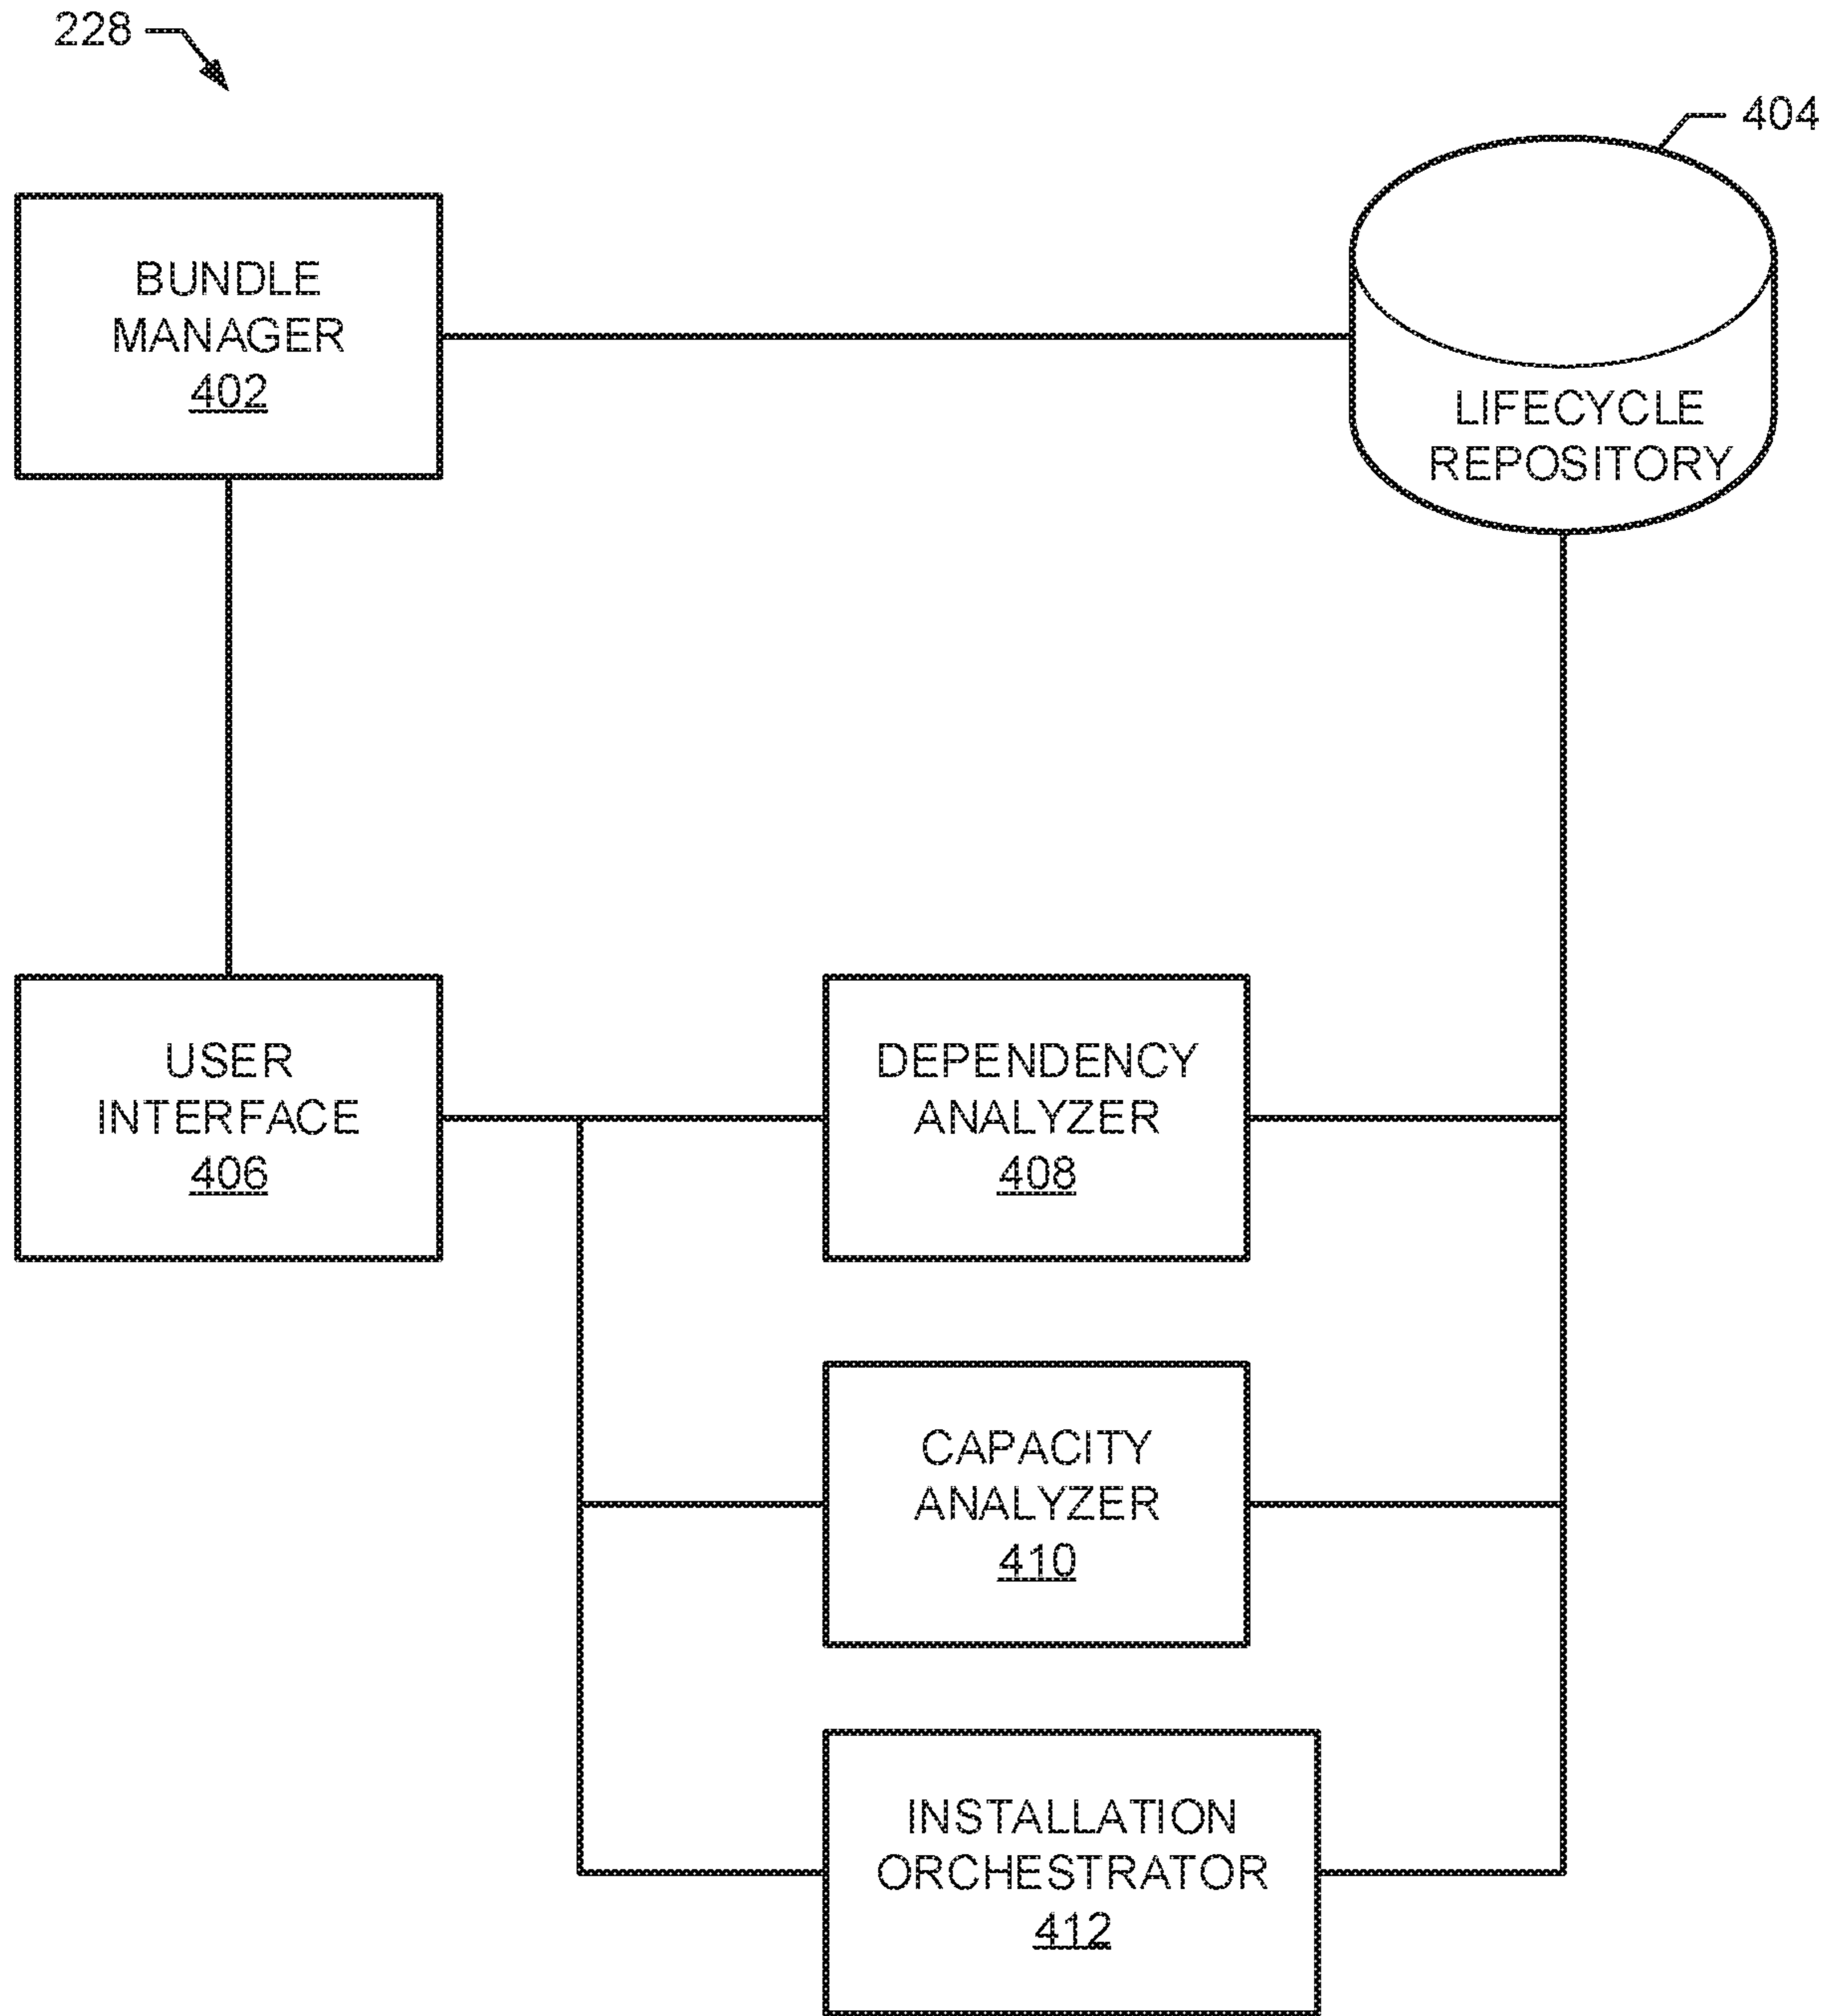 228
404
BUNDLE
MANAGER
402
LIFECYCLE
REPOSITORY
USER
INTERFACE
406
DEPENDENCY
ANALYZER
408
CAPACITY
ANALYZER
410
INSTALLATION
ORCHESTRATOR
412